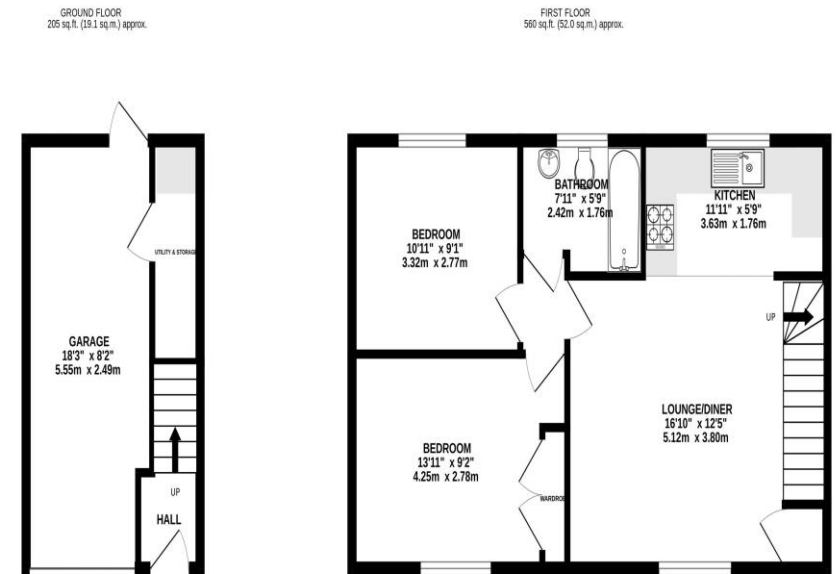 GROUND FLOOR
205 sq.ft. (19.1 sq.m.) approx.
FIRST FLOOR
560 sq.ft. (52.0 sq.m.) approx.
UTILITY & STORAGE
GARAGE
18'3" x 8'2"
5.55m x 2.49m
UP
HALL
BEDROOM
10'11" x 9'1"
3.32m x 2.77m
BATHROOM
7'11" x 5'9"
2.42m x 1.76m
KITCHEN
11'11" x 5'9"
3.63m x 1.76m
UP
LOUNGE/DINER
16'10" x 12'5"
5.12m x 3.80m
BEDROOM
13'11" x 9'2"
4.25m x 2.78m
WARDROBE